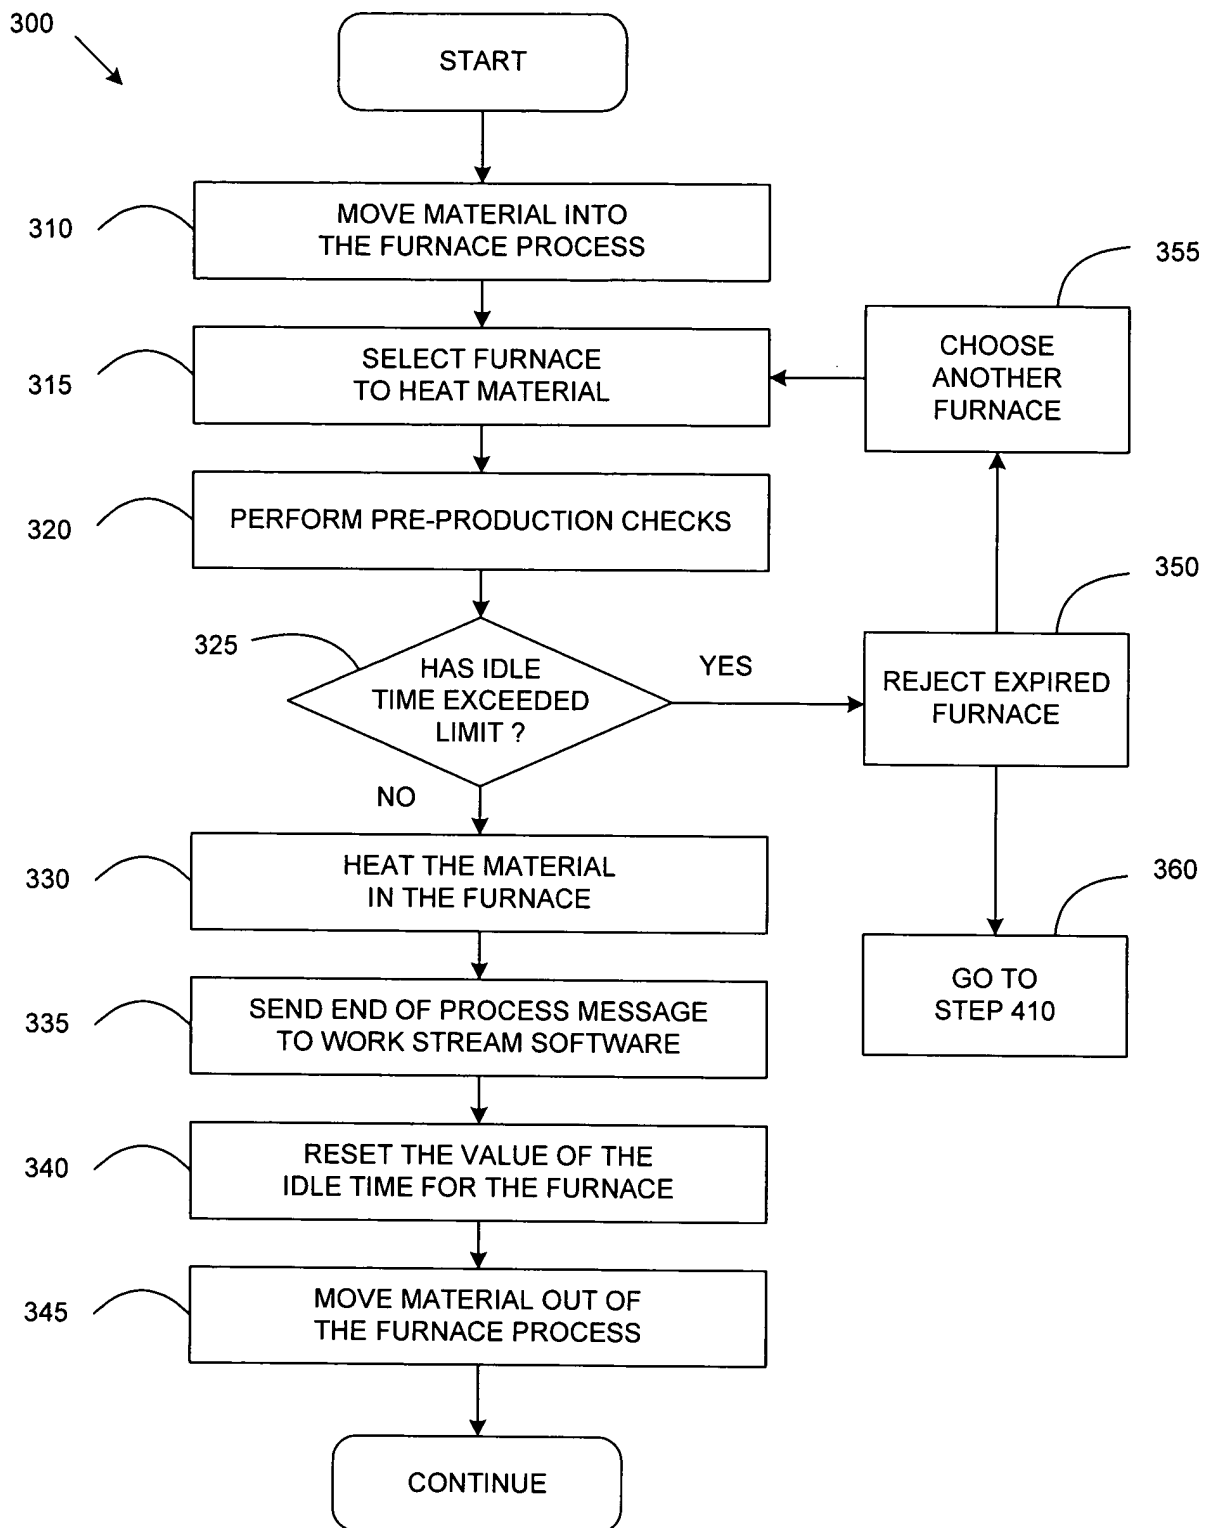 300
START
310
MOVE MATERIAL INTO
THE FURNACE PROCESS
355
CHOOSE
ANOTHER
FURNACE
315
SELECT FURNACE
TO HEAT MATERIAL
320
PERFORM PRE-PRODUCTION CHECKS
350
REJECT EXPIRED
FURNACE
325
HAS IDLE
TIME EXCEEDED
LIMIT ?
YES
NO
330
HEAT THE MATERIAL
IN THE FURNACE
360
GO TO
STEP 410
335
SEND END OF PROCESS MESSAGE
TO WORK STREAM SOFTWARE
340
RESET THE VALUE OF THE
IDLE TIME FOR THE FURNACE
345
MOVE MATERIAL OUT OF
THE FURNACE PROCESS
CONTINUE